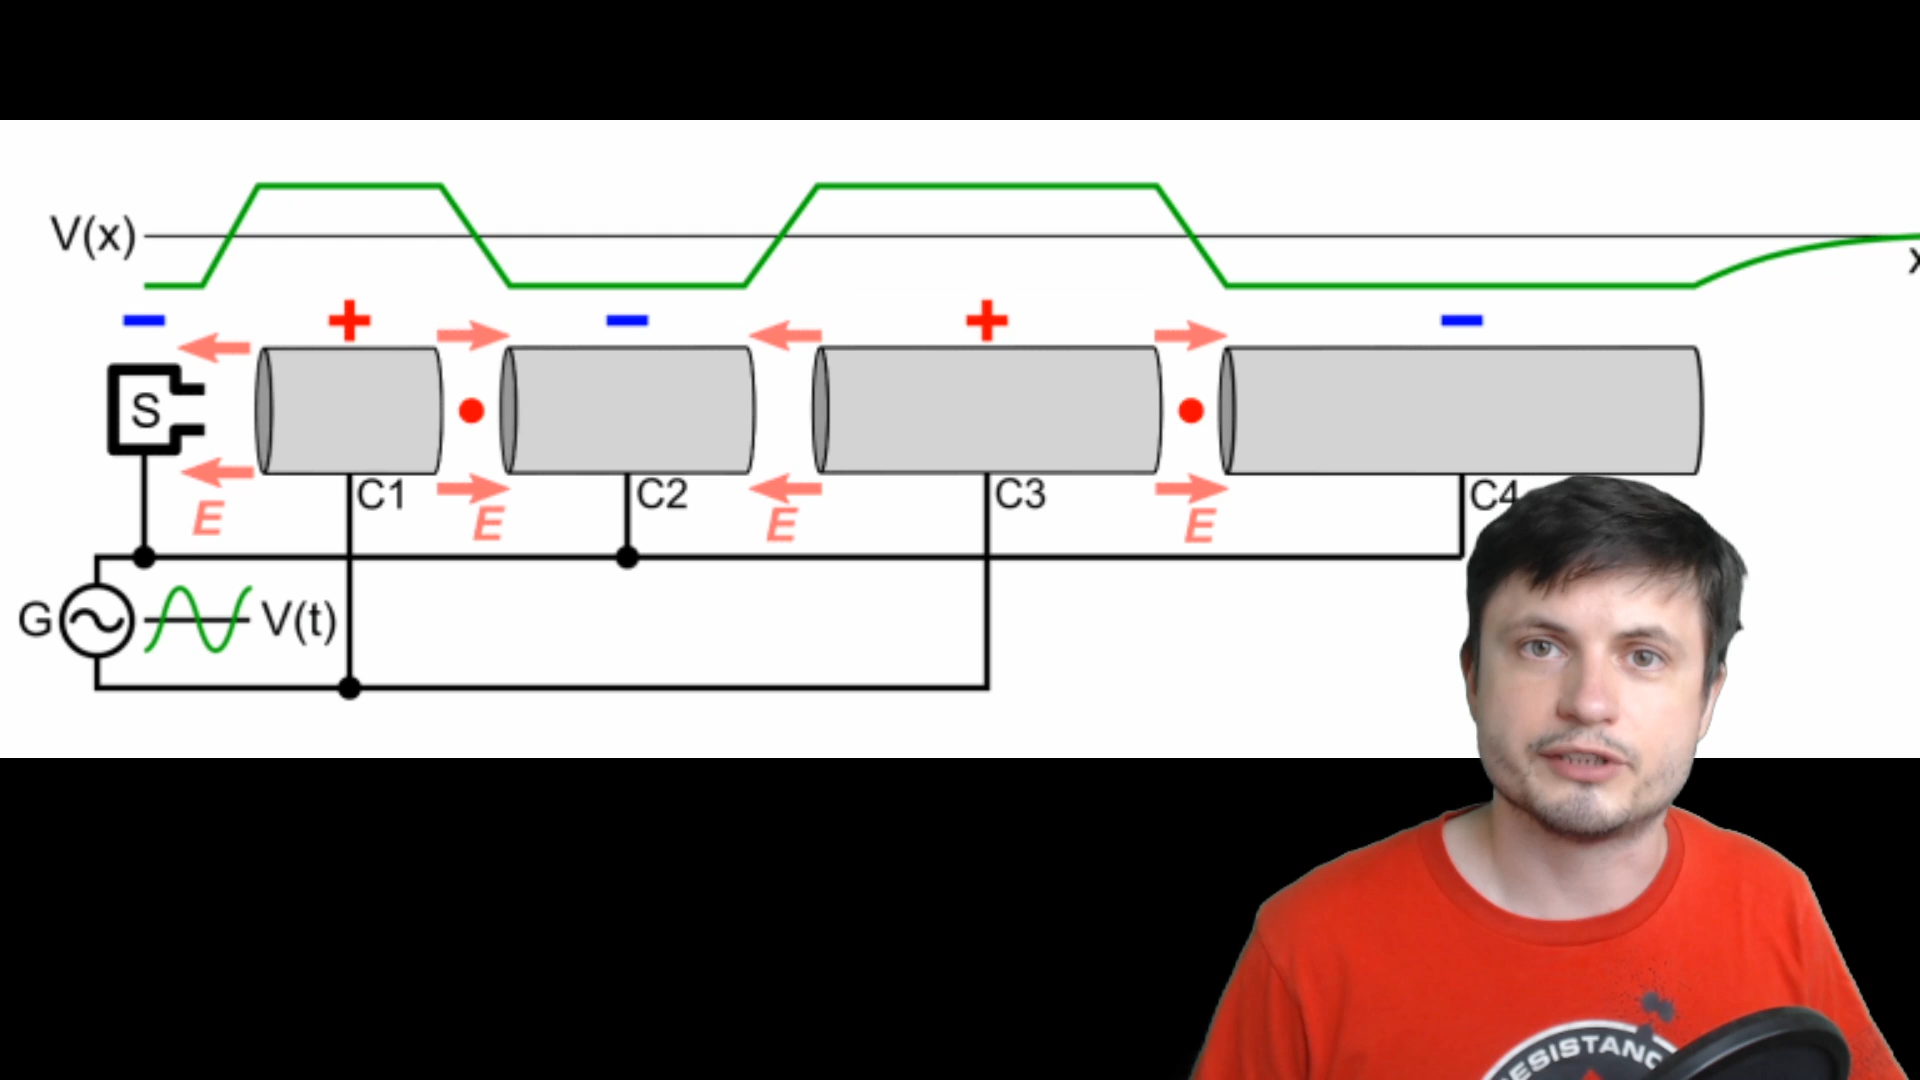 V(x)
x
− + − + −
S
C1 C2 C3 C4
E E E E
G V(t)
ESISTANC